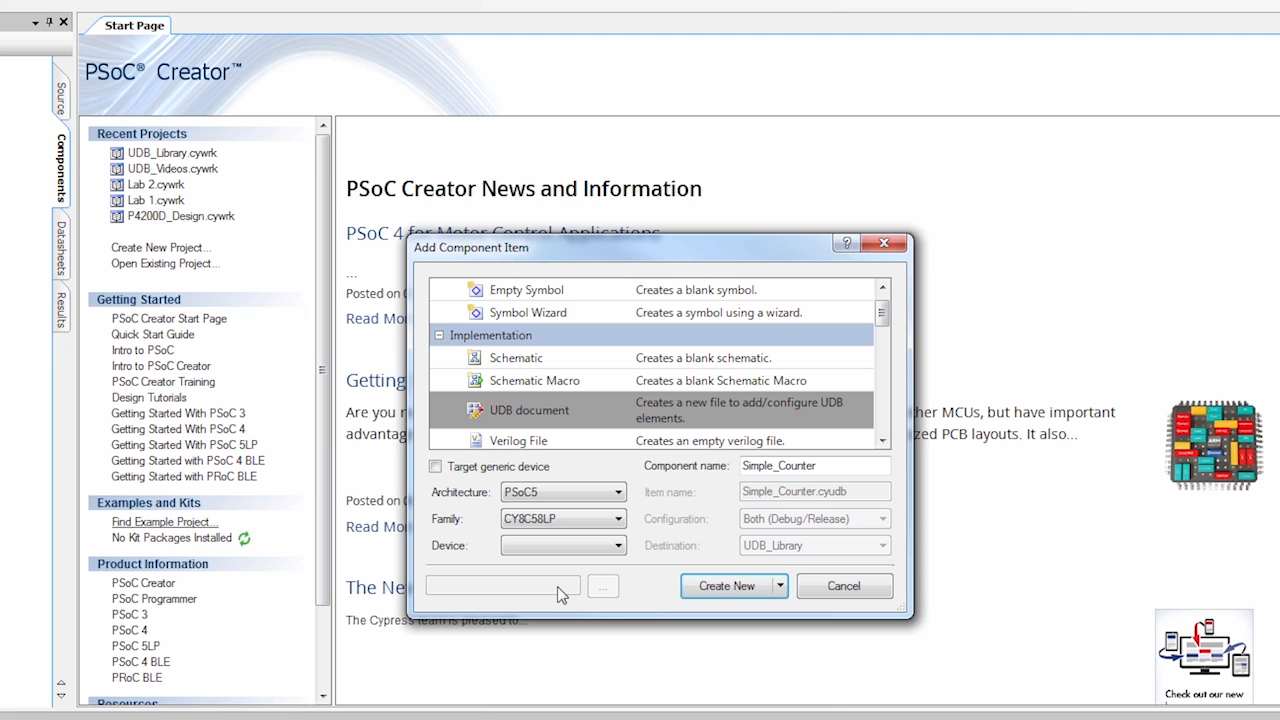 Start Page
PSoC® Creator™
Source
Components
Datasheets
Results
Recent Projects
UDB_Library.cywrk
UDB_Videos.cywrk
Lab 2.cywrk
Lab 1.cywrk
P4200D_Design.cywrk
Create New Project...
Open Existing Project...
Getting Started
PSoC Creator Start Page
Quick Start Guide
Intro to PSoC
Intro to PSoC Creator
PSoC Creator Training
Design Tutorials
Getting Started With PSoC 3
Getting Started With PSoC 4
Getting Started With PSoC 5LP
Getting Started with PSoC 4 BLE
Getting Started with PRoC BLE
Examples and Kits
Find Example Project...
No Kit Packages Installed
Product Information
PSoC Creator
PSoC Programmer
PSoC 3
PSoC 4
PSoC 5LP
PSoC 4 BLE
PRoC BLE
Resources
PSoC Creator News and Information
PSoC 4 for Motor Control Applications
...
Posted on
Read Mo
Getting
Are you her MCUs, but have important
advantag zed PCB layouts. It also...
Posted on
Read Mo
The Ne
The Cypress team is pleased to...
Add Component Item
Empty Symbol Creates a blank symbol.
Symbol Wizard Creates a symbol using a wizard.
Implementation
Schematic Creates a blank schematic.
Schematic Macro Creates a blank Schematic Macro
UDB document Creates a new file to add/configure UDB
elements.
Verilog File Creates an empty verilog file.
Target generic device Component name: Simple_Counter
Architecture: PSoC5 Item name: Simple_Counter.cyudb
Family: CY8C58LP Configuration: Both (Debug/Release)
Device: Destination: UDB_Library
... Create New Cancel
ARM
Check out our new